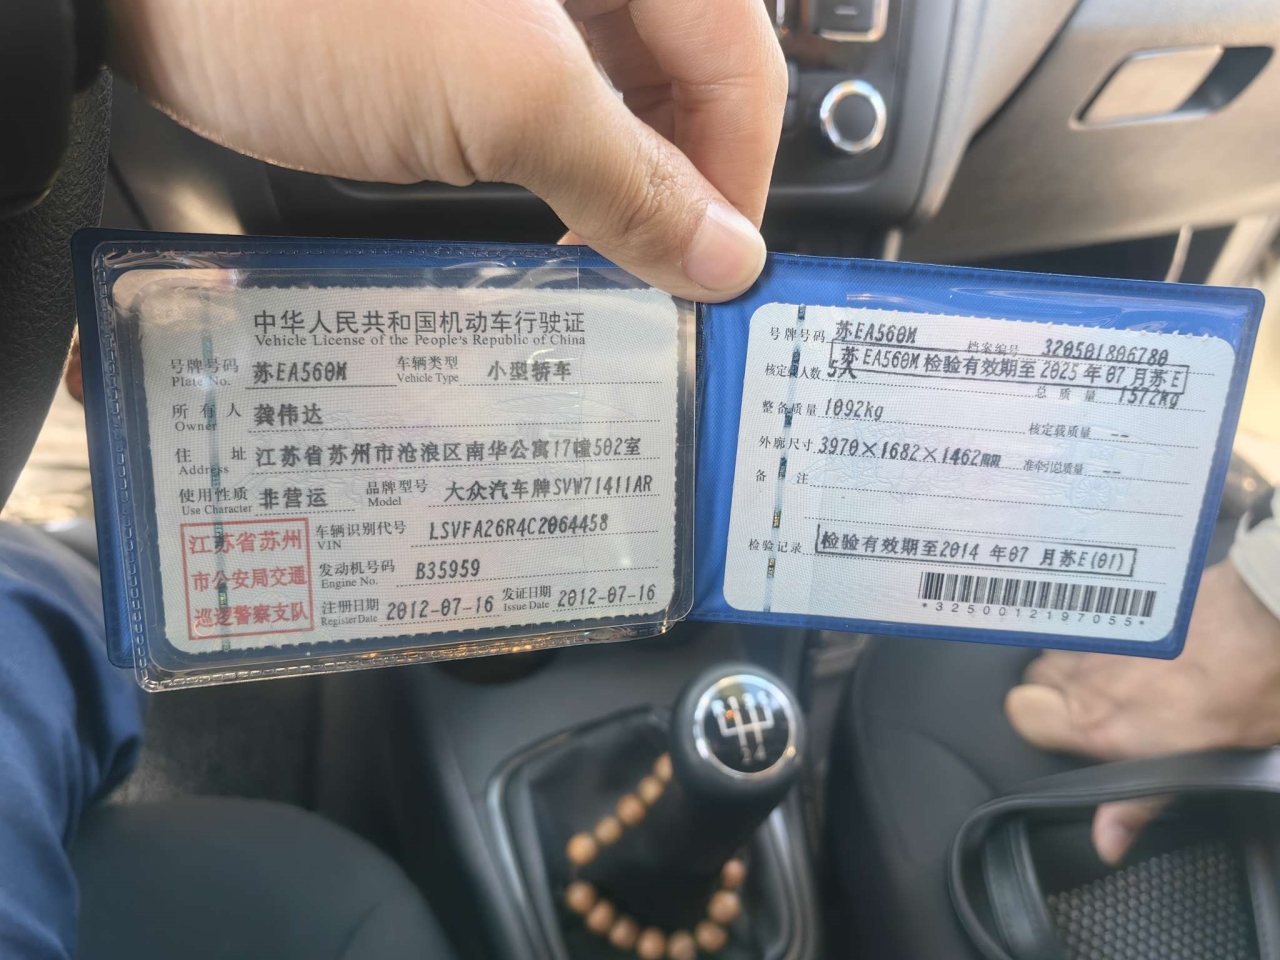 中华人民共和国机动车行驶证
Vehicle License of the People's Republic of China
号牌号码 苏EA560M 车辆类型 小型轿车
Plate No. Vehicle Type
所有人 龚伟达
Owner
住址 江苏省苏州市沧浪区南华公寓17幢502室
Address
使用性质 非营运 品牌型号 大众汽车牌SVW71411AR
Use Character Model
江苏省苏州
市公安局交通
巡逻警察支队
车辆识别代号 LSVFA26R4C2064458
VIN
发动机号码 B35959
Engine No.
注册日期 2012-07-16 发证日期 2012-07-16
Register Date Issue Date
号牌号码 苏EA560M 档案编号 320501806780
苏EA560M检验有效期至2025年07月苏E
核定载人数 5人 总质量 1572kg
整备质量 1092kg 核定载质量 --
外廓尺寸 3970×1682×1462mm 准牵引总质量 --
备注
检验记录 检验有效期至2014年07月苏E(01)
*3250012197055*
2 4